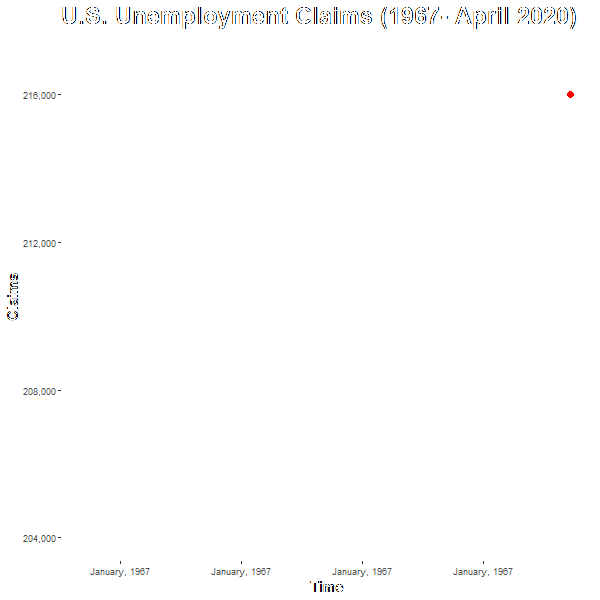 U.S. Unemployment Claims (1967- April 2020)
216,000
212,000
Claims
208,000
204,000
January, 1967 January, 1967 January, 1967 January, 1967
Time